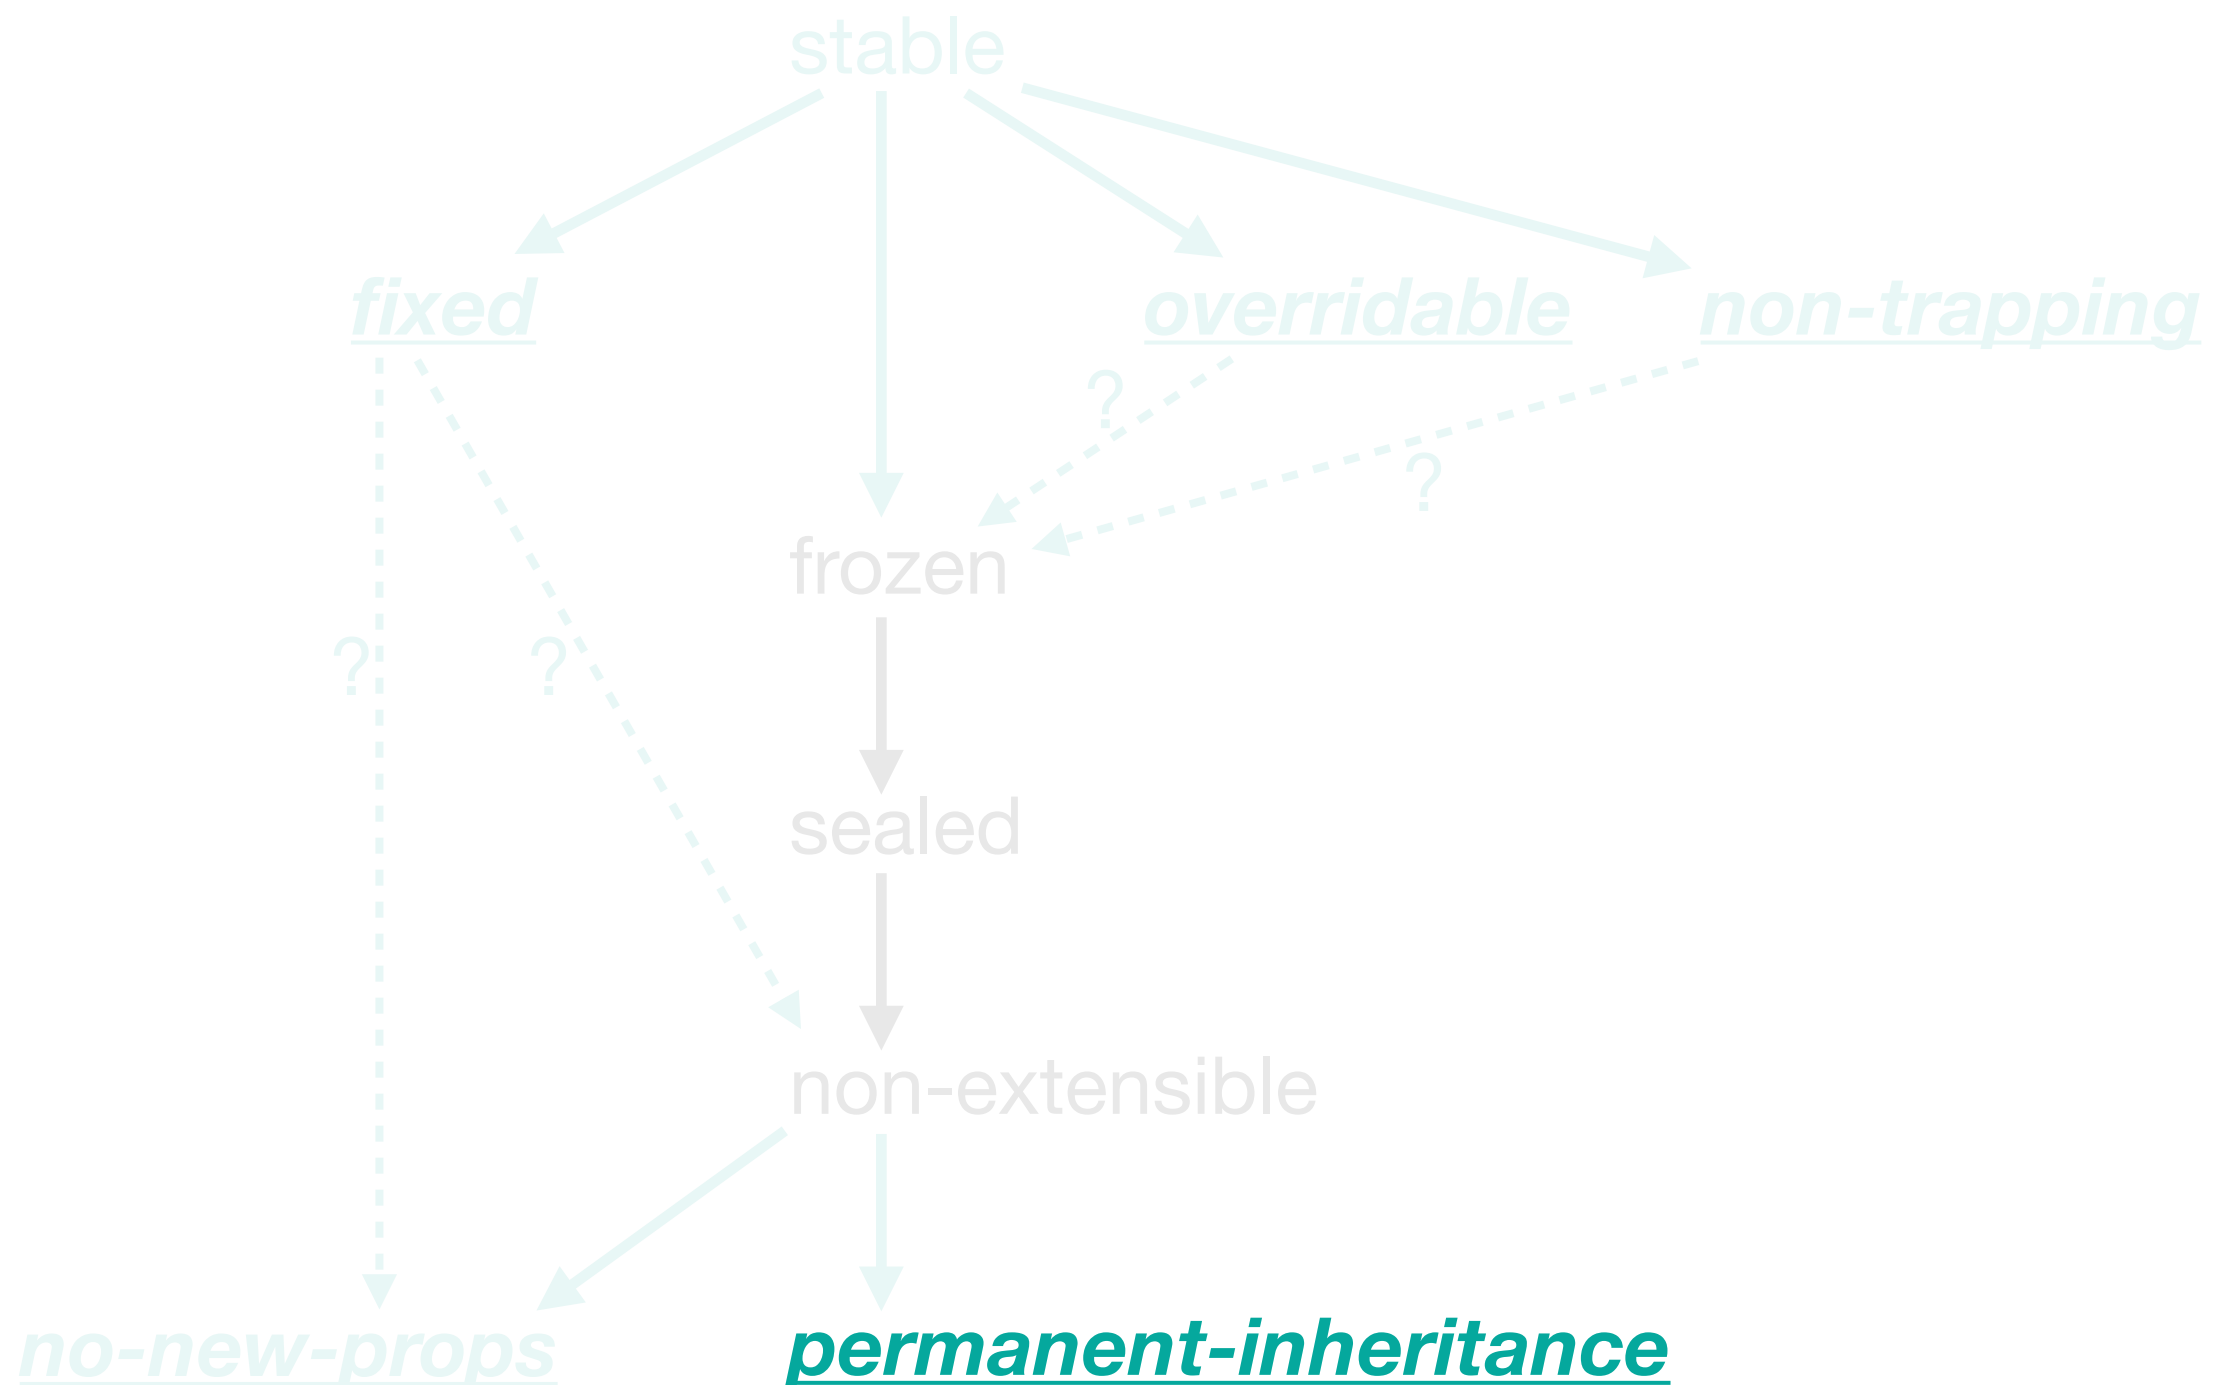 stable
fixed
overridable
non-trapping
?
?
frozen
?
?
sealed
non-extensible
no-new-props
permanent-inheritance